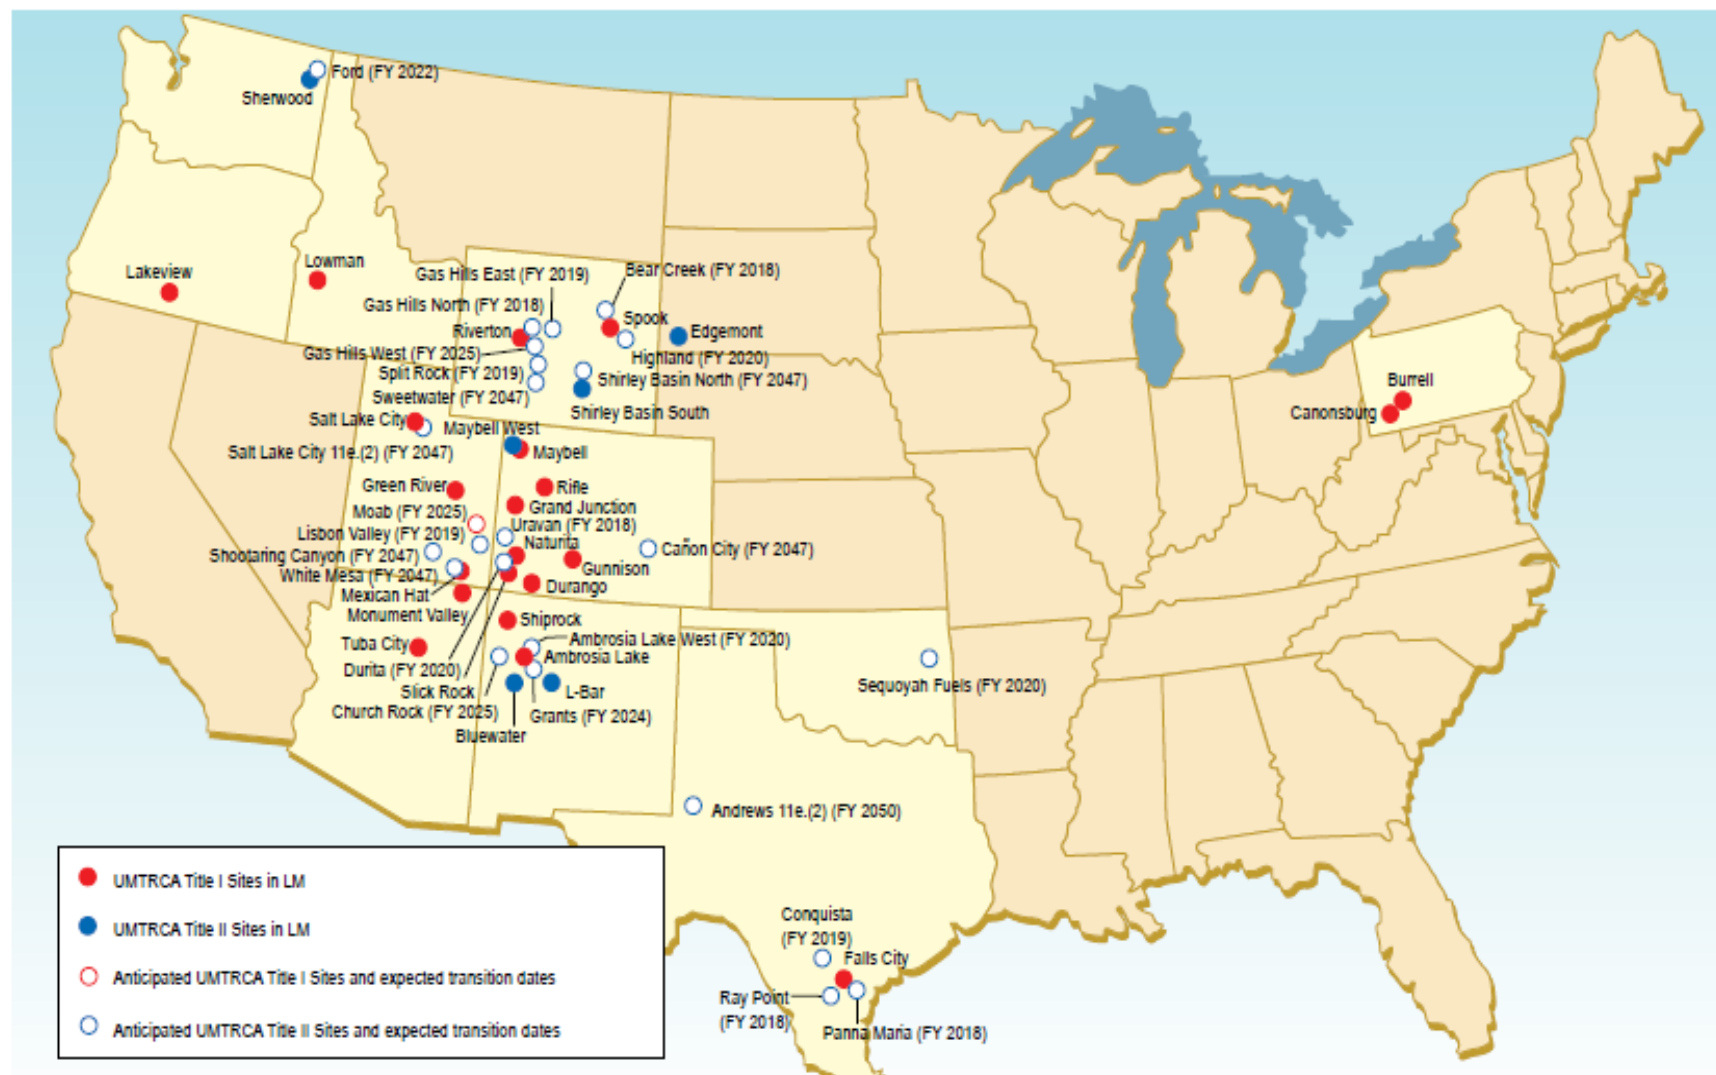 Ford (FY 2022)
Sherwood
Lakeview
Lowman
Gas Hills East (FY 2019)
Bear Creek (FY 2018)
Gas Hills North (FY 2018)
Riverton
Spook
Edgemont
Gas Hills West (FY 2025)
Highland (FY 2020)
Split Rock (FY 2019)
Shirley Basin North (FY 2047)
Sweetwater (FY 2047)
Shirley Basin South
Burrell
Canonsburg
Salt Lake City
Maybell West
Salt Lake City 11e.(2) (FY 2047)
Maybell
Green River
Rifle
Moab (FY 2025)
Grand Junction
Lisbon Valley (FY 2019)
Uravan (FY 2018)
Shootaring Canyon (FY 2047)
Naturita
Cañon City (FY 2047)
White Mesa (FY 2047)
Gunnison
Mexican Hat
Durango
Monument Valley
Shiprock
Tuba City
Ambrosia Lake West (FY 2020)
Ambrosia Lake
Durita (FY 2020)
Slick Rock
L-Bar
Sequoyah Fuels (FY 2020)
Church Rock (FY 2025)
Grants (FY 2024)
Bluewater
Andrews 11e.(2) (FY 2050)
Conquista
(FY 2019)
Falls City
Ray Point
(FY 2018)
Panna Maria (FY 2018)
UMTRCA Title I Sites in LM
UMTRCA Title II Sites in LM
Anticipated UMTRCA Title I Sites and expected transition dates
Anticipated UMTRCA Title II Sites and expected transition dates